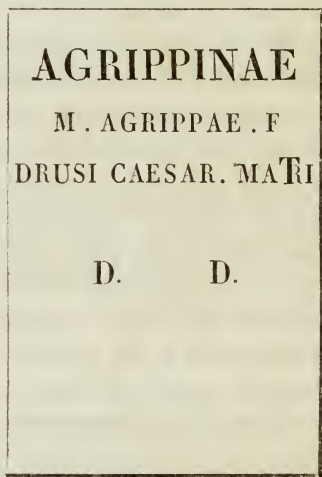 AGRIPPINAE
M . AGRIPPAE . F
DRUSI CAESAR. MATRI
D. D.